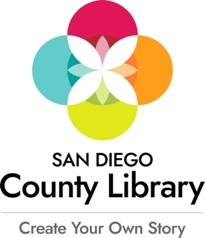 SAN DIEGO
County Library
Create Your Own Story